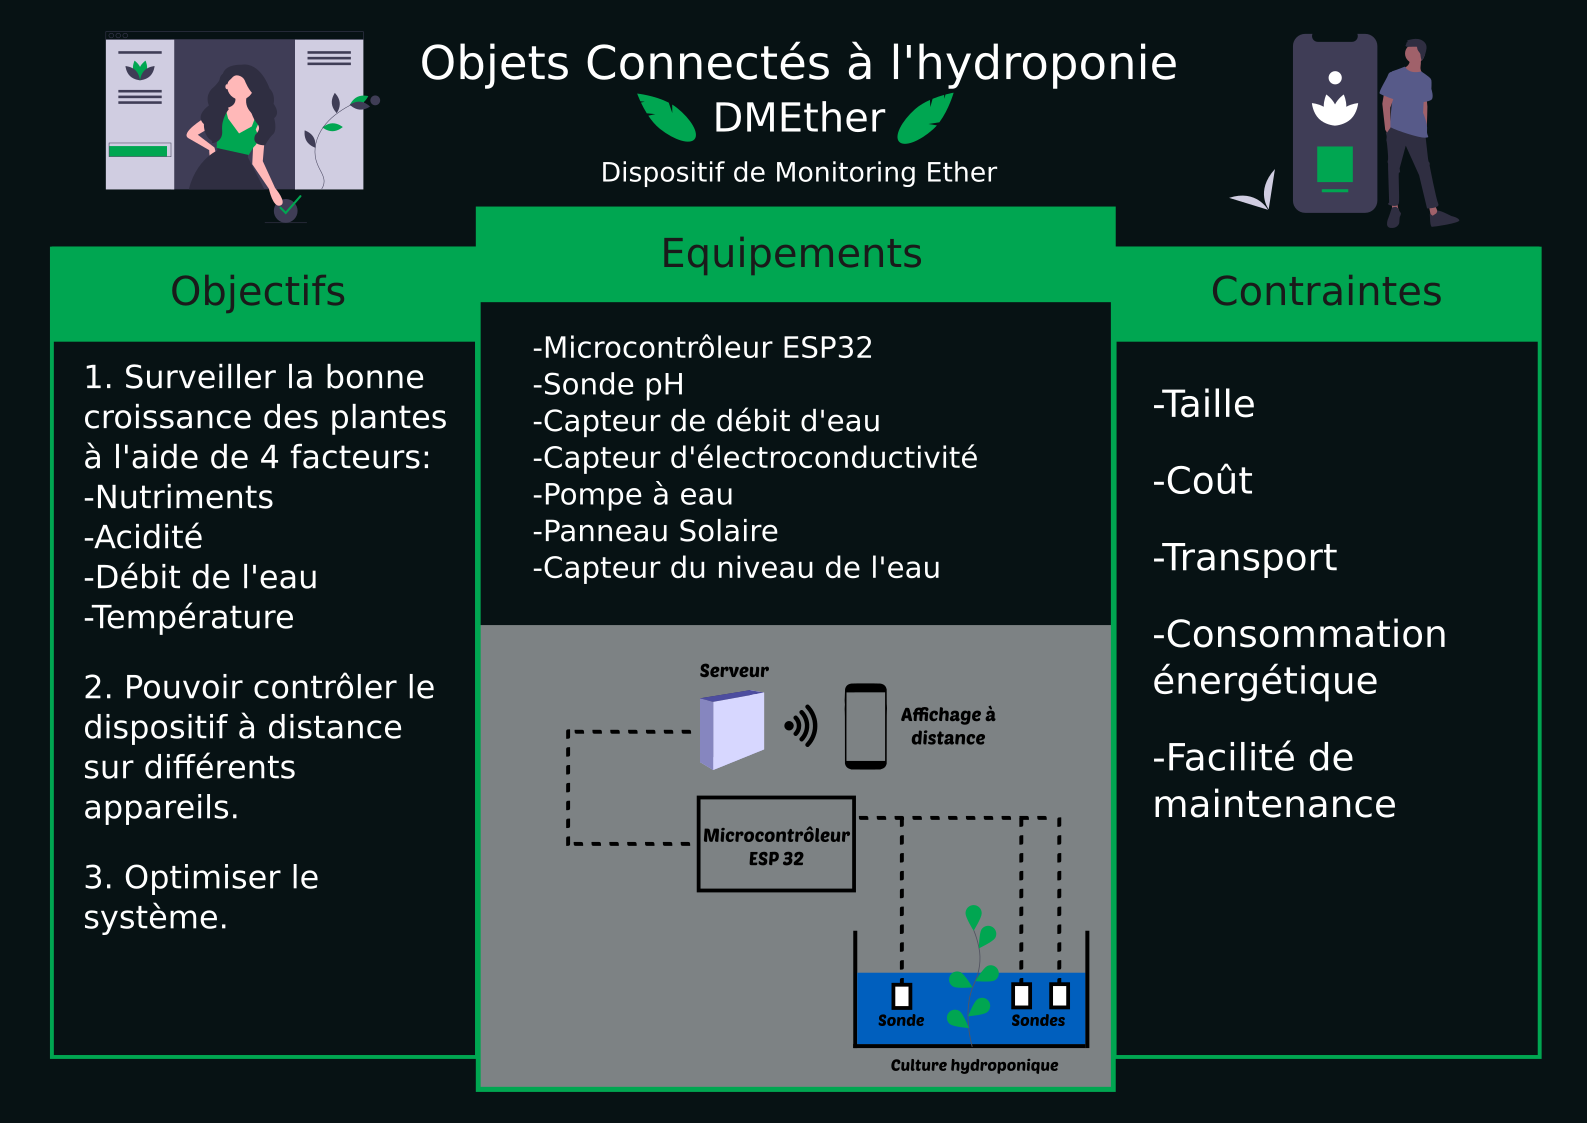 Objets Connectés à l'hydroponie
DMEther
Dispositif de Monitoring Ether
Objectifs
1. Surveiller la bonne
croissance des plantes
à l'aide de 4 facteurs:
-Nutriments
-Acidité
-Débit de l'eau
-Température
2. Pouvoir contrôler le
dispositif à distance
sur différents
appareils.
3. Optimiser le
système.
Equipements
-Microcontrôleur ESP32
-Sonde pH
-Capteur de débit d'eau
-Capteur d'électroconductivité
-Pompe à eau
-Panneau Solaire
-Capteur du niveau de l'eau
Serveur
Affichage à
distance
Microcontrôleur
ESP 32
Sonde
Sondes
Culture hydroponique
Contraintes
-Taille
-Coût
-Transport
-Consommation
énergétique
-Facilité de
maintenance